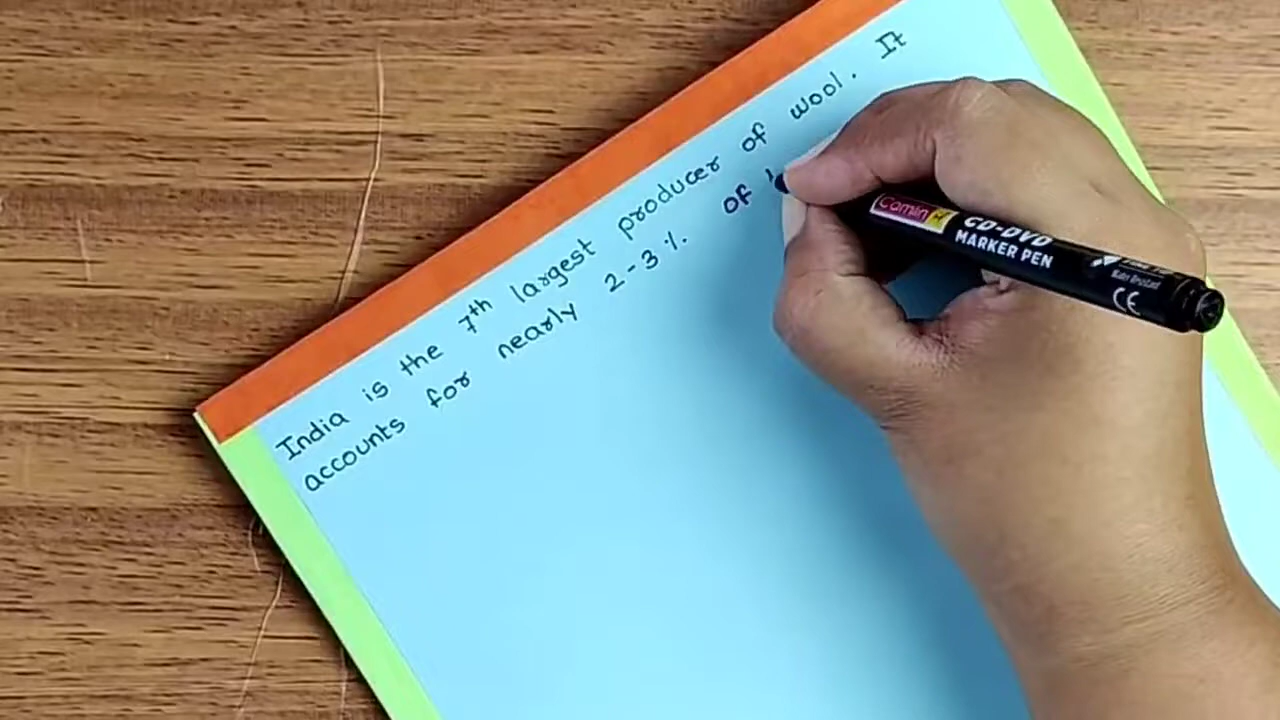 India is the 7th largest producer of wool. It
accounts for nearly 2-3%. of
Camlin
CD-DVD
MARKER PEN
CE